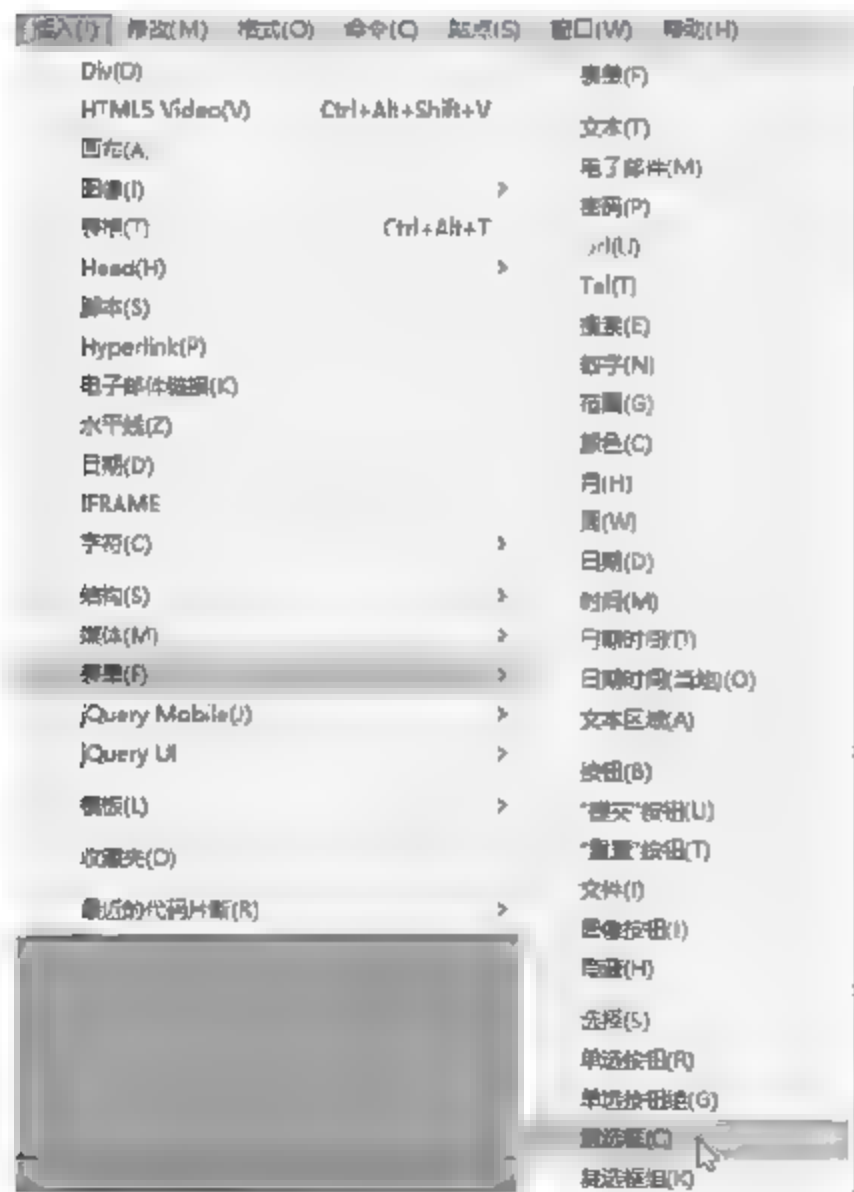 插入(I) 修改(M) 格式(O) 命令(C) 站点(S) 窗口(W) 帮助(H)
Div(D)
HTML5 Video(V) Ctrl+Alt+Shift+V
画布(A)
图像(I)
表格(T) Ctrl+Alt+T
Head(H)
脚本(S)
Hyperlink(P)
电子邮件链接(K)
水平线(Z)
日期(D)
IFRAME
字符(C)
结构(S)
媒体(M)
表单(F)
jQuery Mobile(J)
jQuery UI
模板(L)
收藏夹(O)
最近的代码片断(R)
表单(F)
文本(T)
电子邮件(M)
密码(P)
Url(U)
Tel(T)
搜索(E)
数字(N)
范围(G)
颜色(C)
月(H)
周(W)
日期(D)
时间(M)
日期时间(T)
日期时间(当地)(O)
文本区域(A)
按钮(B)
“提交”按钮(U)
“重置”按钮(T)
文件(I)
图像按钮(I)
隐藏(H)
选择(S)
单选按钮(R)
单选按钮组(G)
复选框(C)
复选框组(K)